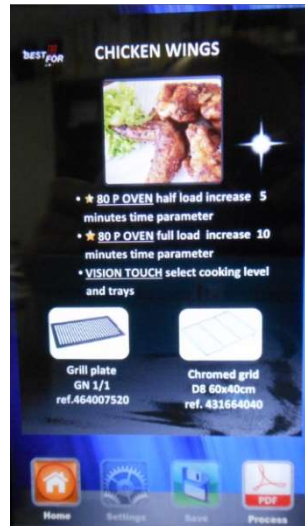 BEST FOR
CHICKEN WINGS
• ★ 80 P OVEN half load increase 5
minutes time parameter
• ★ 80 P OVEN full load increase 10
minutes time parameter
• VISION TOUCH select cooking level
and trays
Grill plate
GN 1/1
ref.464007520
Chromed grid
D8 60x40cm
ref. 431664040
Home
Settings
Save
PDF
Process